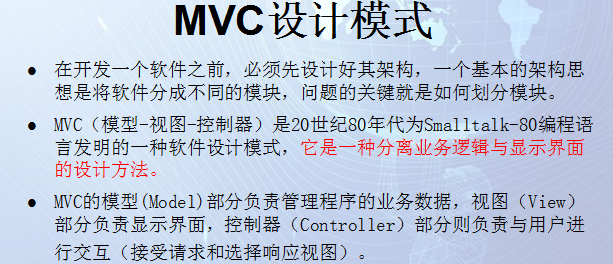 MVC设计模式
● 在开发一个软件之前，必须先设计好其架构，一个基本的架构思
想是将软件分成不同的模块，问题的关键就是如何划分模块。
● MVC（模型-视图-控制器）是20世纪80年代为Smalltalk-80编程语
言发明的一种软件设计模式，它是一种分离业务逻辑与显示界面
的设计方法。
● MVC的模型(Model)部分负责管理程序的业务数据，视图（View）
部分负责显示界面，控制器（Controller）部分则负责与用户进
行交互（接受请求和选择响应视图）。